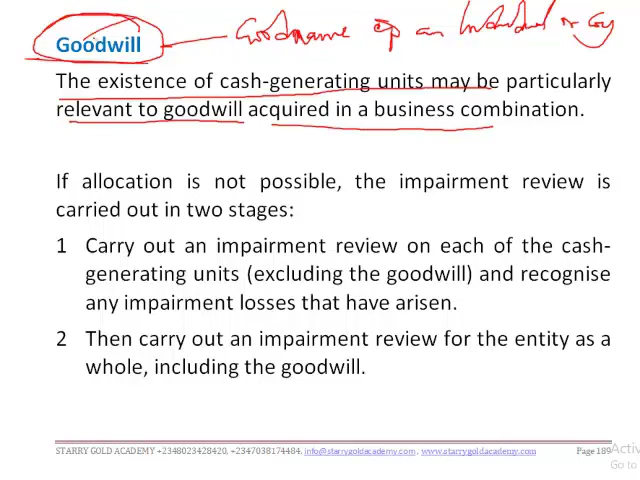 Goodwill Goodname of an Individual or Coy
The existence of cash-generating units may be particularly
relevant to goodwill acquired in a business combination.
If allocation is not possible, the impairment review is
carried out in two stages:
1 Carry out an impairment review on each of the cash-
generating units (excluding the goodwill) and recognise
any impairment losses that have arisen.
2 Then carry out an impairment review for the entity as a
whole, including the goodwill.
STARRY GOLD ACADEMY +2348023428420, +2347038174484, info@starrygoldacademy.com, www.starrygoldacademy.com Page 189
Activ
Go to